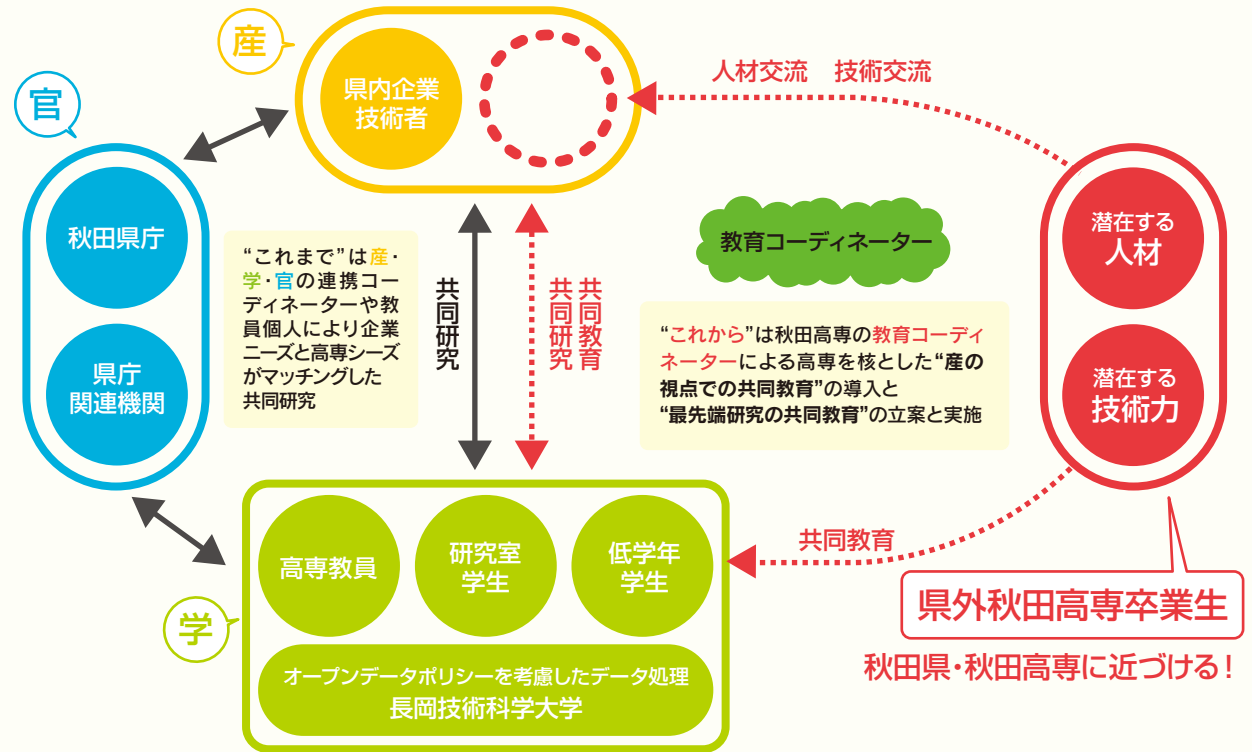 産
県内企業
技術者
人材交流 技術交流
官
秋田県庁
県庁
関連機関
“これまで”は産・
学・官の連携コー
ディネーターや教
員個人により企業
ニーズと高専シーズ
がマッチングした
共同研究
共同研究
共同研究
共同教育
教育コーディネーター
“これから”は秋田高専の教育コーディ
ネーターによる高専を核とした“産の
視点での共同教育”の導入と
“最先端研究の共同教育”の立案と実施
潜在する
人材
潜在する
技術力
学
高専教員
研究室
学生
低学年
学生
オープンデータポリシーを考慮したデータ処理
長岡技術科学大学
共同教育
県外秋田高専卒業生
秋田県・秋田高専に近づける！